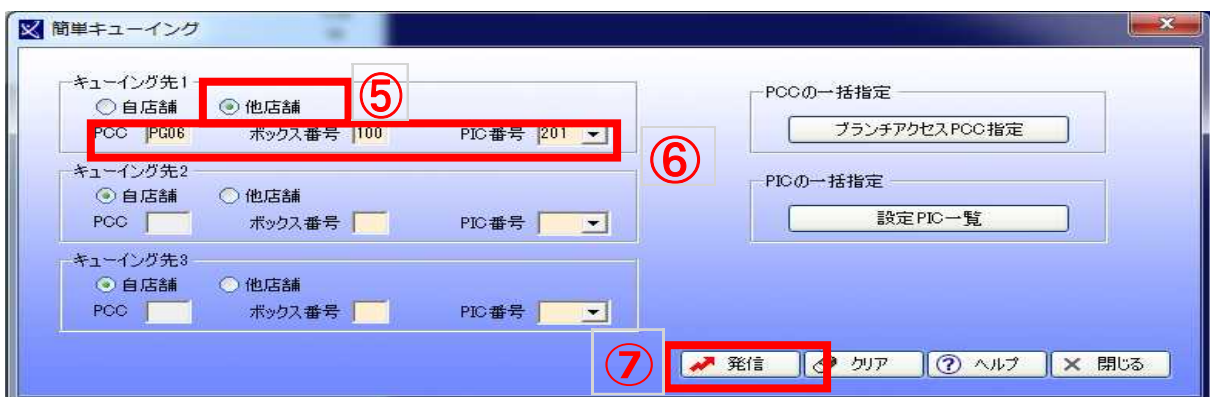 簡単キューイング
キューイング先1
自店舗 他店舗 ⑤
PCC PG06 ボックス番号 100 PIC番号 201
⑥
キューイング先2
自店舗 他店舗
PCC ボックス番号 PIC番号
キューイング先3
自店舗 他店舗
PCC ボックス番号 PIC番号
PCCの一括指定
ブランチアクセスPCC指定
PICの一括指定
設定PIC一覧
⑦ 発信 クリア ? ヘルプ × 閉じる